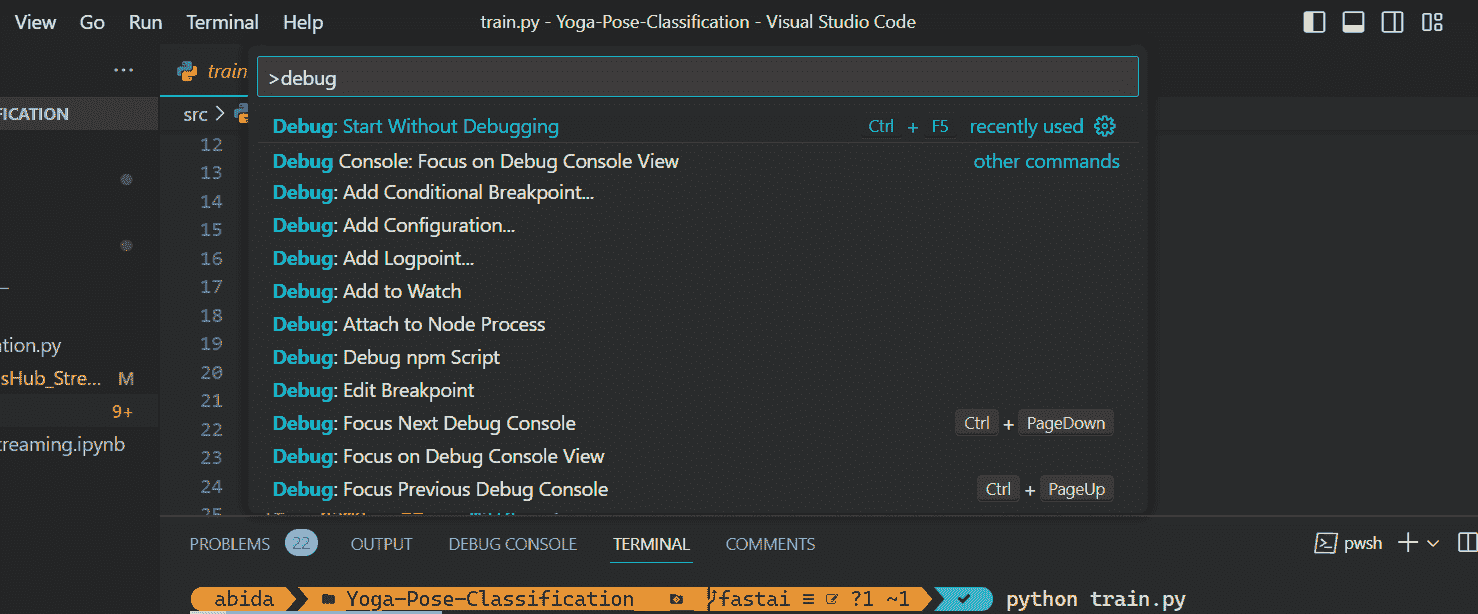 View Go Run Terminal Help train.py - Yoga-Pose-Classification - Visual Studio Code
... train
>debug
FICATION src >
Debug: Start Without Debugging Ctrl + F5 recently used
Debug Console: Focus on Debug Console View other commands
Debug: Add Conditional Breakpoint...
Debug: Add Configuration...
Debug: Add Logpoint...
Debug: Add to Watch
Debug: Attach to Node Process
Debug: Debug npm Script
Debug: Edit Breakpoint
Debug: Focus Next Debug Console Ctrl + PageDown
Debug: Focus on Debug Console View
Debug: Focus Previous Debug Console Ctrl + PageUp
12
13
14
15
16
17
18
19
20
21
22
23
24
25
tion.py
sHub_Stre... M
9+
treaming.ipynb
PROBLEMS 22 OUTPUT DEBUG CONSOLE TERMINAL COMMENTS pwsh
abida Yoga-Pose-Classification fastai ≡ ?1 ~1 python train.py